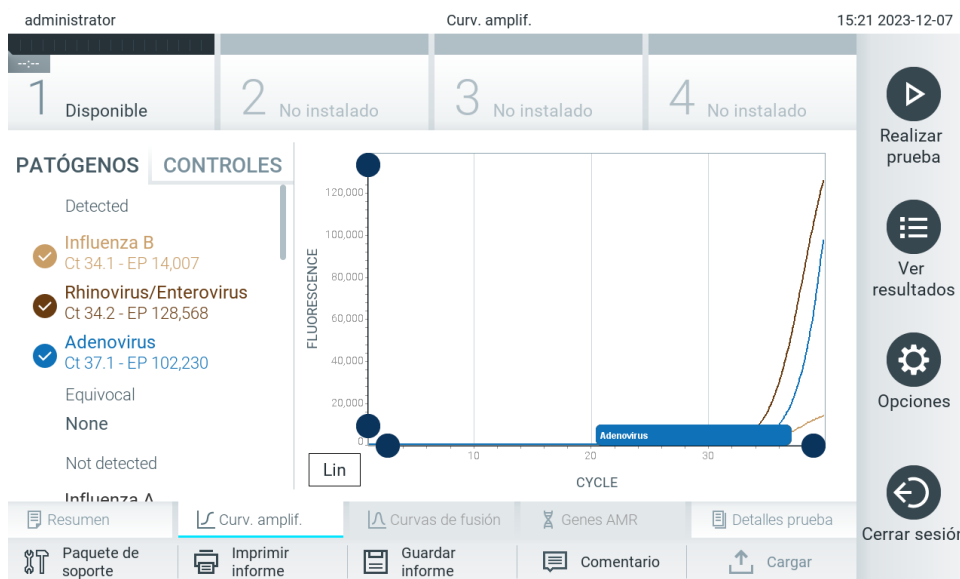 administrator
Curv. amplif.
15:21 2023-12-07
--:--
1 Disponible
2 No instalado
3 No instalado
4 No instalado
PATÓGENOS
CONTROLES
Detected
Influenza B
Ct 34.1 - EP 14,007
Rhinovirus/Enterovirus
Ct 34.2 - EP 128,568
Adenovirus
Ct 37.1 - EP 102,230
Equivocal
None
Not detected
Influenza A
FLUORESCENCE
120,000
100,000
80,000
60,000
40,000
20,000
0
Adenovirus
10
20
30
CYCLE
Lin
Realizar
prueba
Ver
resultados
Opciones
Cerrar sesión
Resumen
Curv. amplif.
Curvas de fusión
Genes AMR
Detalles prueba
Paquete de
soporte
Imprimir
informe
Guardar
informe
Comentario
Cargar